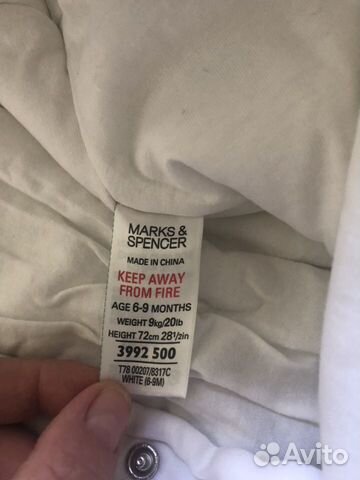 MARKS &
SPENCER
MADE IN CHINA
KEEP AWAY
FROM FIRE
AGE 6-9 MONTHS
WEIGHT 9kg/20lb
HEIGHT 72cm 28½in
3992 500
T78 00207/8317C
WHITE (6-9M)
Avito